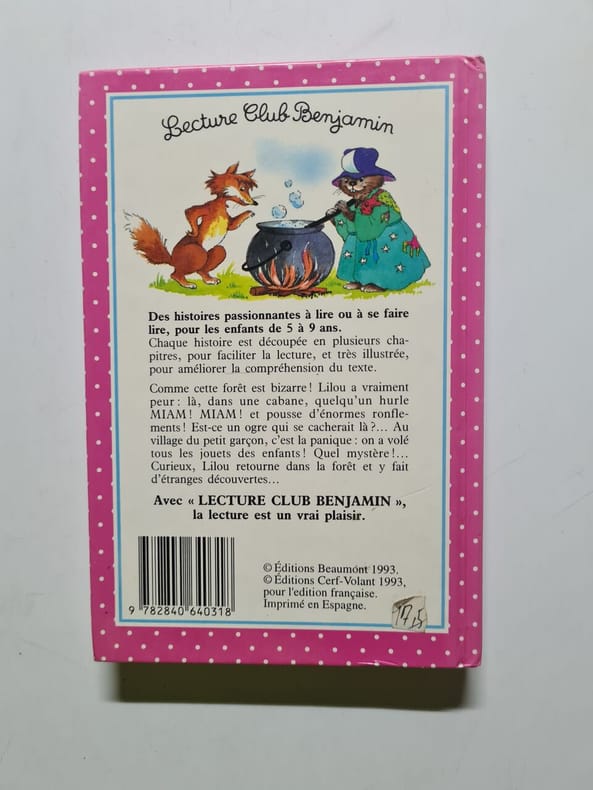 Lecture Club Benjamin
Des histoires passionnantes à lire ou à se faire
lire, pour les enfants de 5 à 9 ans.
Chaque histoire est découpée en plusieurs cha-
pitres, pour faciliter la lecture, et très illustrée,
pour améliorer la compréhension du texte.
Comme cette forêt est bizarre! Lilou a vraiment
peur: là, dans une cabane, quelqu'un hurle
MIAM! MIAM! et pousse d'énormes ronfle-
ments! Est-ce un ogre qui se cacherait là?... Au
village du petit garçon, c'est la panique: on a volé
tous les jouets des enfants! Quel mystère!...
Curieux, Lilou retourne dans la forêt et y fait
d'étranges découvertes...
Avec « LECTURE CLUB BENJAMIN »,
la lecture est un vrai plaisir.
© Éditions Beaumont 1993.
© Éditions Cerf-Volant 1993,
pour l'edition française.
Imprimé en Espagne.
9 782840 640318